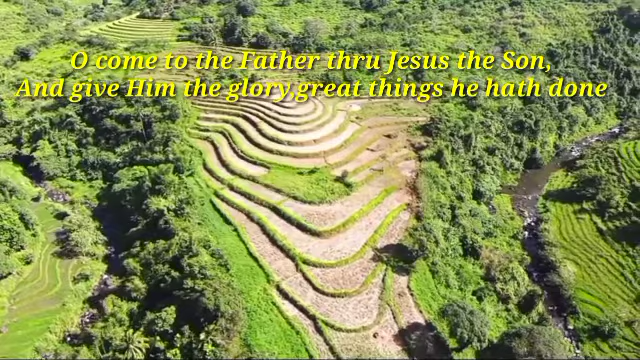 O come to the Father thru Jesus the Son,
And give Him the glory,great things he hath done